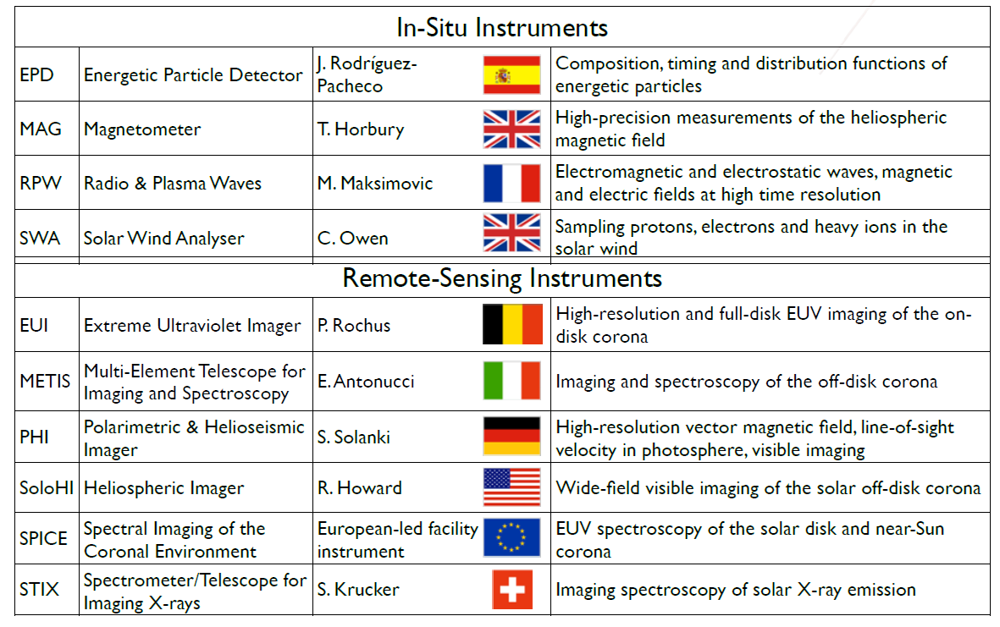 In-Situ Instruments
EPD
Energetic Particle Detector
J. Rodríguez-
Pacheco
Composition, timing and distribution functions of
energetic particles
MAG
Magnetometer
T. Horbury
High-precision measurements of the heliospheric
magnetic field
RPW
Radio & Plasma Waves
M. Maksimovic
Electromagnetic and electrostatic waves, magnetic
and electric fields at high time resolution
SWA
Solar Wind Analyser
C. Owen
Sampling protons, electrons and heavy ions in the
solar wind
Remote-Sensing Instruments
EUI
Extreme Ultraviolet Imager
P. Rochus
High-resolution and full-disk EUV imaging of the on-
disk corona
METIS
Multi-Element Telescope for
Imaging and Spectroscopy
E. Antonucci
Imaging and spectroscopy of the off-disk corona
PHI
Polarimetric & Helioseismic
Imager
S. Solanki
High-resolution vector magnetic field, line-of-sight
velocity in photosphere, visible imaging
SoloHI
Heliospheric Imager
R. Howard
Wide-field visible imaging of the solar off-disk corona
SPICE
Spectral Imaging of the
Coronal Environment
European-led facility
instrument
EUV spectroscopy of the solar disk and near-Sun
corona
STIX
Spectrometer/Telescope for
Imaging X-rays
S. Krucker
Imaging spectroscopy of solar X-ray emission